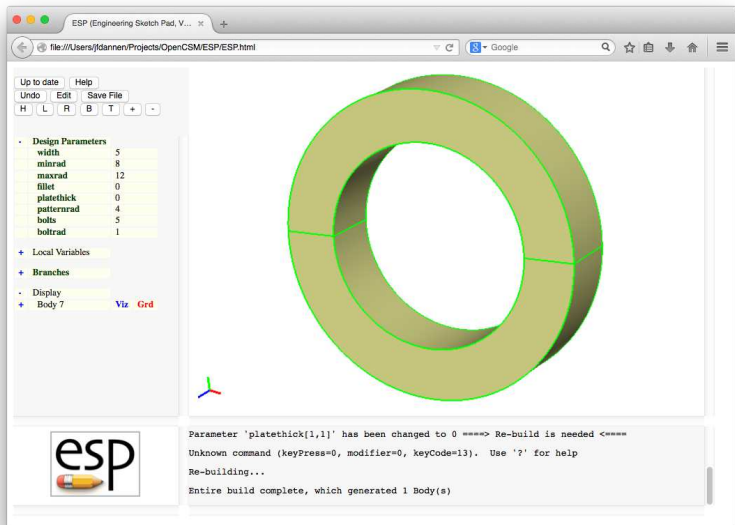 ESP (Engineering Sketch Pad, V... × +
file:///Users/jfdannen/Projects/OpenCSM/ESP/ESP.html
8 Google
Up to date Help
Undo Edit Save File
H L R B T + -
- Design Parameters
width 5
minrad 8
maxrad 12
fillet 0
platethick 0
patternrad 4
bolts 5
boltrad 1
+ Local Variables
+ Branches
- Display
+ Body 7 Viz Grd
esp
Parameter 'platethick[1,1]' has been changed to 0 ====> Re-build is needed <====
Unknown command (keyPress=0, modifier=0, keyCode=13). Use '?' for help
Re-building...
Entire build complete, which generated 1 Body(s)